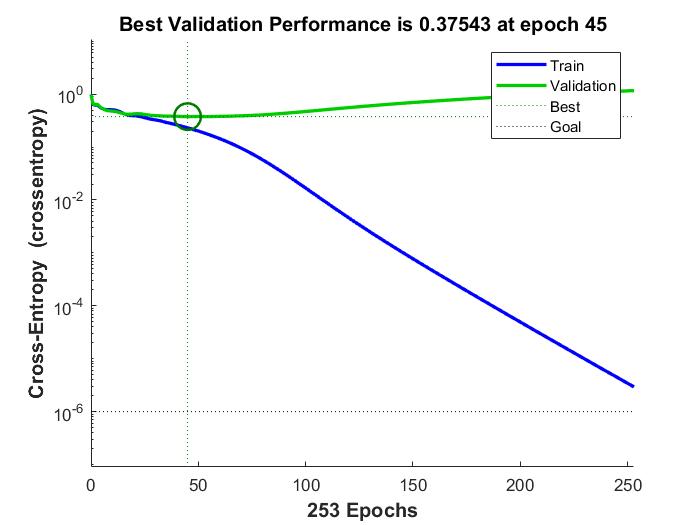 Best Validation Performance is 0.37543 at epoch 45
Train
Validation
Best
Goal
10^0
10^-2
10^-4
10^-6
Cross-Entropy (crossentropy)
0
50
100
150
200
250
253 Epochs